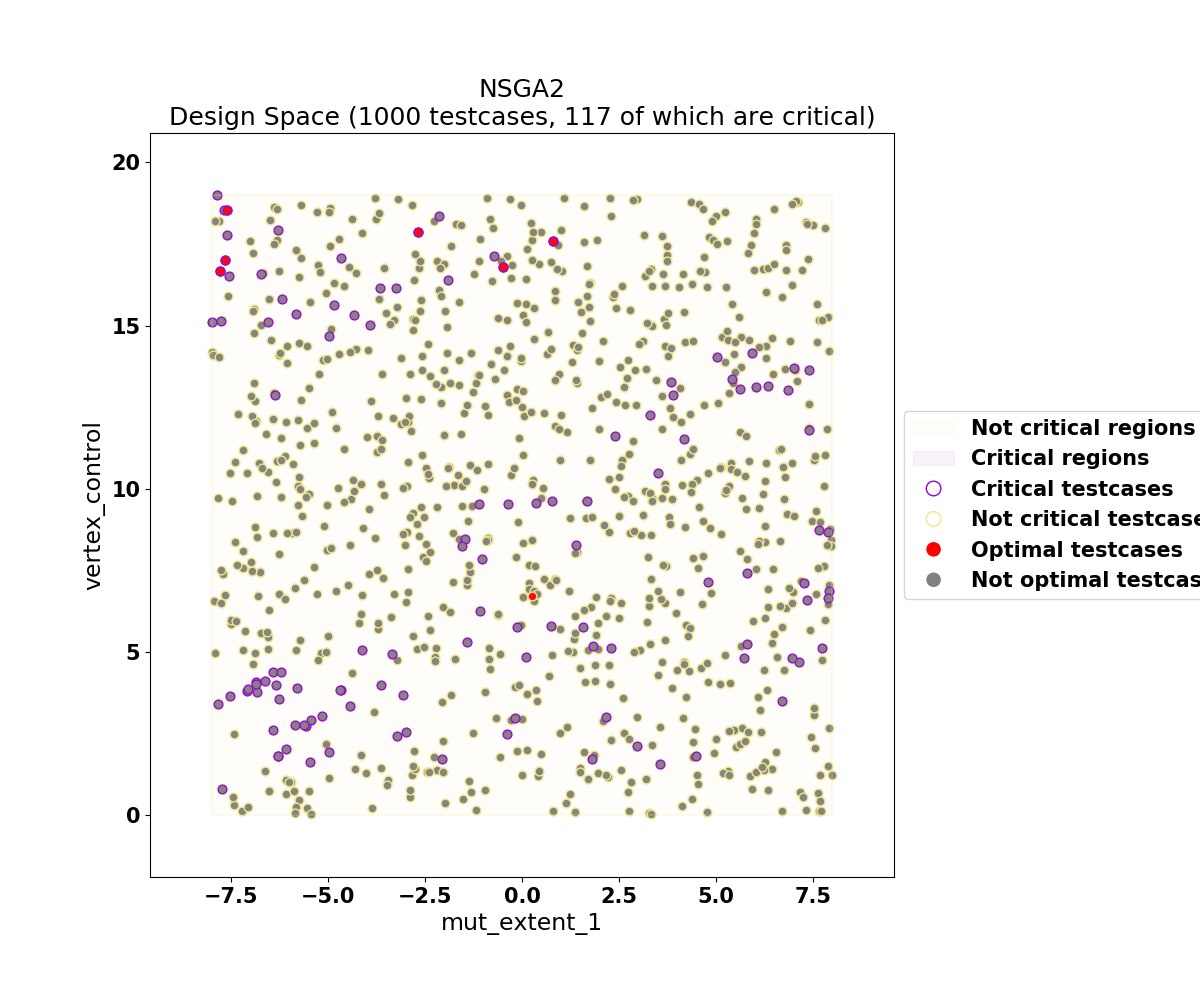 NSGA2
Design Space (1000 testcases, 117 of which are critical)
20
15
10
5
0
vertex_control
−7.5 −5.0 −2.5 0.0 2.5 5.0 7.5
mut_extent_1
Not critical regions
Critical regions
Critical testcases
Not critical testcase
Optimal testcases
Not optimal testcas